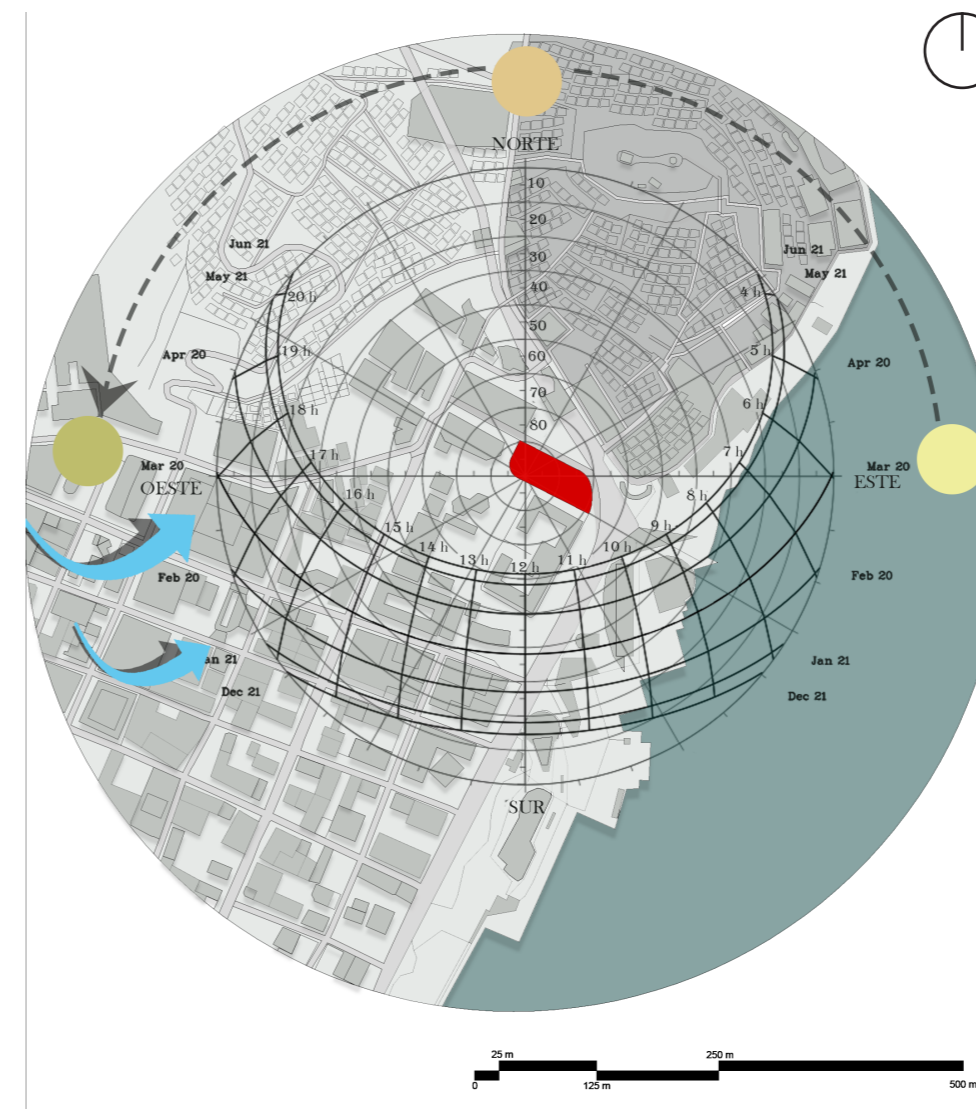 NORTE
10
20
30
40
50
60
70
80
Jun 21
May 21
Apr 20
Mar 20
OESTE
Feb 20
an 21
Dec 21
20 h
19 h
18 h
17 h
16 h
15 h
14 h
13 h
12 h
11 h
10 h
9 h
8 h
7 h
6 h
5 h
4 h
Jun 21
May 21
Apr 20
Mar 20
ESTE
Feb 20
Jan 21
Dec 21
SUR
25 m
250 m
0
125 m
500 m